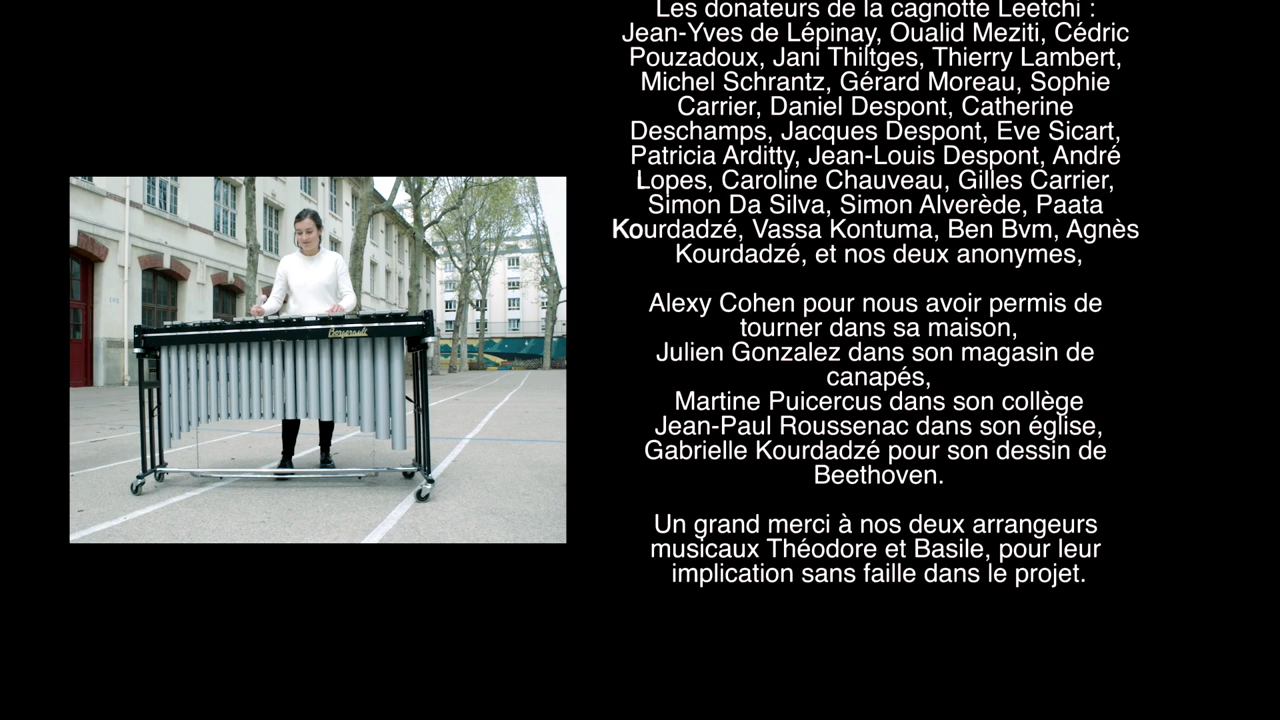 Les donateurs de la cagnotte Leetchi :
Jean-Yves de Lépinay, Oualid Meziti, Cédric
Pouzadoux, Jani Thiltges, Thierry Lambert,
Michel Schrantz, Gérard Moreau, Sophie
Carrier, Daniel Despont, Catherine
Deschamps, Jacques Despont, Eve Sicart,
Patricia Arditty, Jean-Louis Despont, André
Lopes, Caroline Chauveau, Gilles Carrier,
Simon Da Silva, Simon Alverède, Paata
Kourdadzé, Vassa Kontuma, Ben Bvm, Agnès
Kourdadzé, et nos deux anonymes,
Alexy Cohen pour nous avoir permis de
tourner dans sa maison,
Julien Gonzalez dans son magasin de
canapés,
Martine Puicercus dans son collège
Jean-Paul Roussenac dans son église,
Gabrielle Kourdadzé pour son dessin de
Beethoven.
Un grand merci à nos deux arrangeurs
musicaux Théodore et Basile, pour leur
implication sans faille dans le projet.
Bergerault